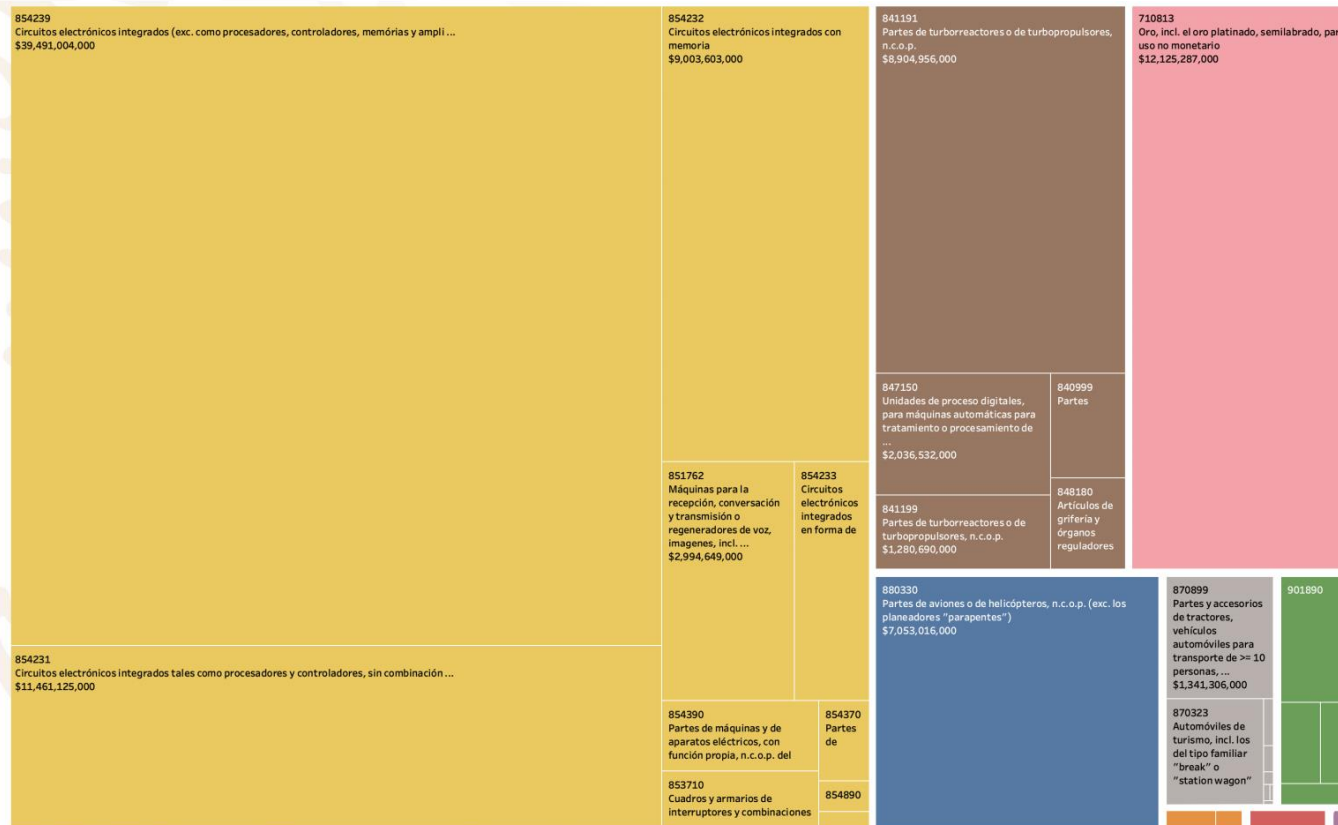 854239
Circuitos electrónicos integrados (exc. como procesadores, controladores, memórias y ampli ...
$39,491,004,000
854231
Circuitos electrónicos integrados tales como procesadores y controladores, sin combinación ...
$11,461,125,000
854232
Circuitos electrónicos integrados con
memoria
$9,003,603,000
851762
Máquinas para la
recepción, conversación
y transmisión o
regeneradores de voz,
imagenes, incl. ...
$2,994,649,000
854233
Circuitos
electrónicos
integrados
en forma de
854390
Partes de máquinas y de
aparatos eléctricos, con
función propia, n.c.o.p. del
854370
Partes
de
853710
Cuadros y armarios de
interruptores y combinaciones
854890
841191
Partes de turborreactores o de turbopropulsores,
n.c.o.p.
$8,904,956,000
847150
Unidades de proceso digitales,
para máquinas automáticas para
tratamiento o procesamiento de
...
$2,036,532,000
840999
Partes
841199
Partes de turborreactores o de
turbopropulsores, n.c.o.p.
$1,280,690,000
848180
Artículos de
grifería y
órganos
reguladores
710813
Oro, incl. el oro platinado, semilabrado, par
uso no monetario
$12,125,287,000
880330
Partes de aviones o de helicópteros, n.c.o.p. (exc. los
planeadores "parapentes")
$7,053,016,000
870899
Partes y accesorios
de tractores,
vehículos
automóviles para
transporte de >= 10
personas, ...
$1,341,306,000
870323
Automóviles de
turismo, incl. los
del tipo familiar
"break" o
"station wagon"
901890